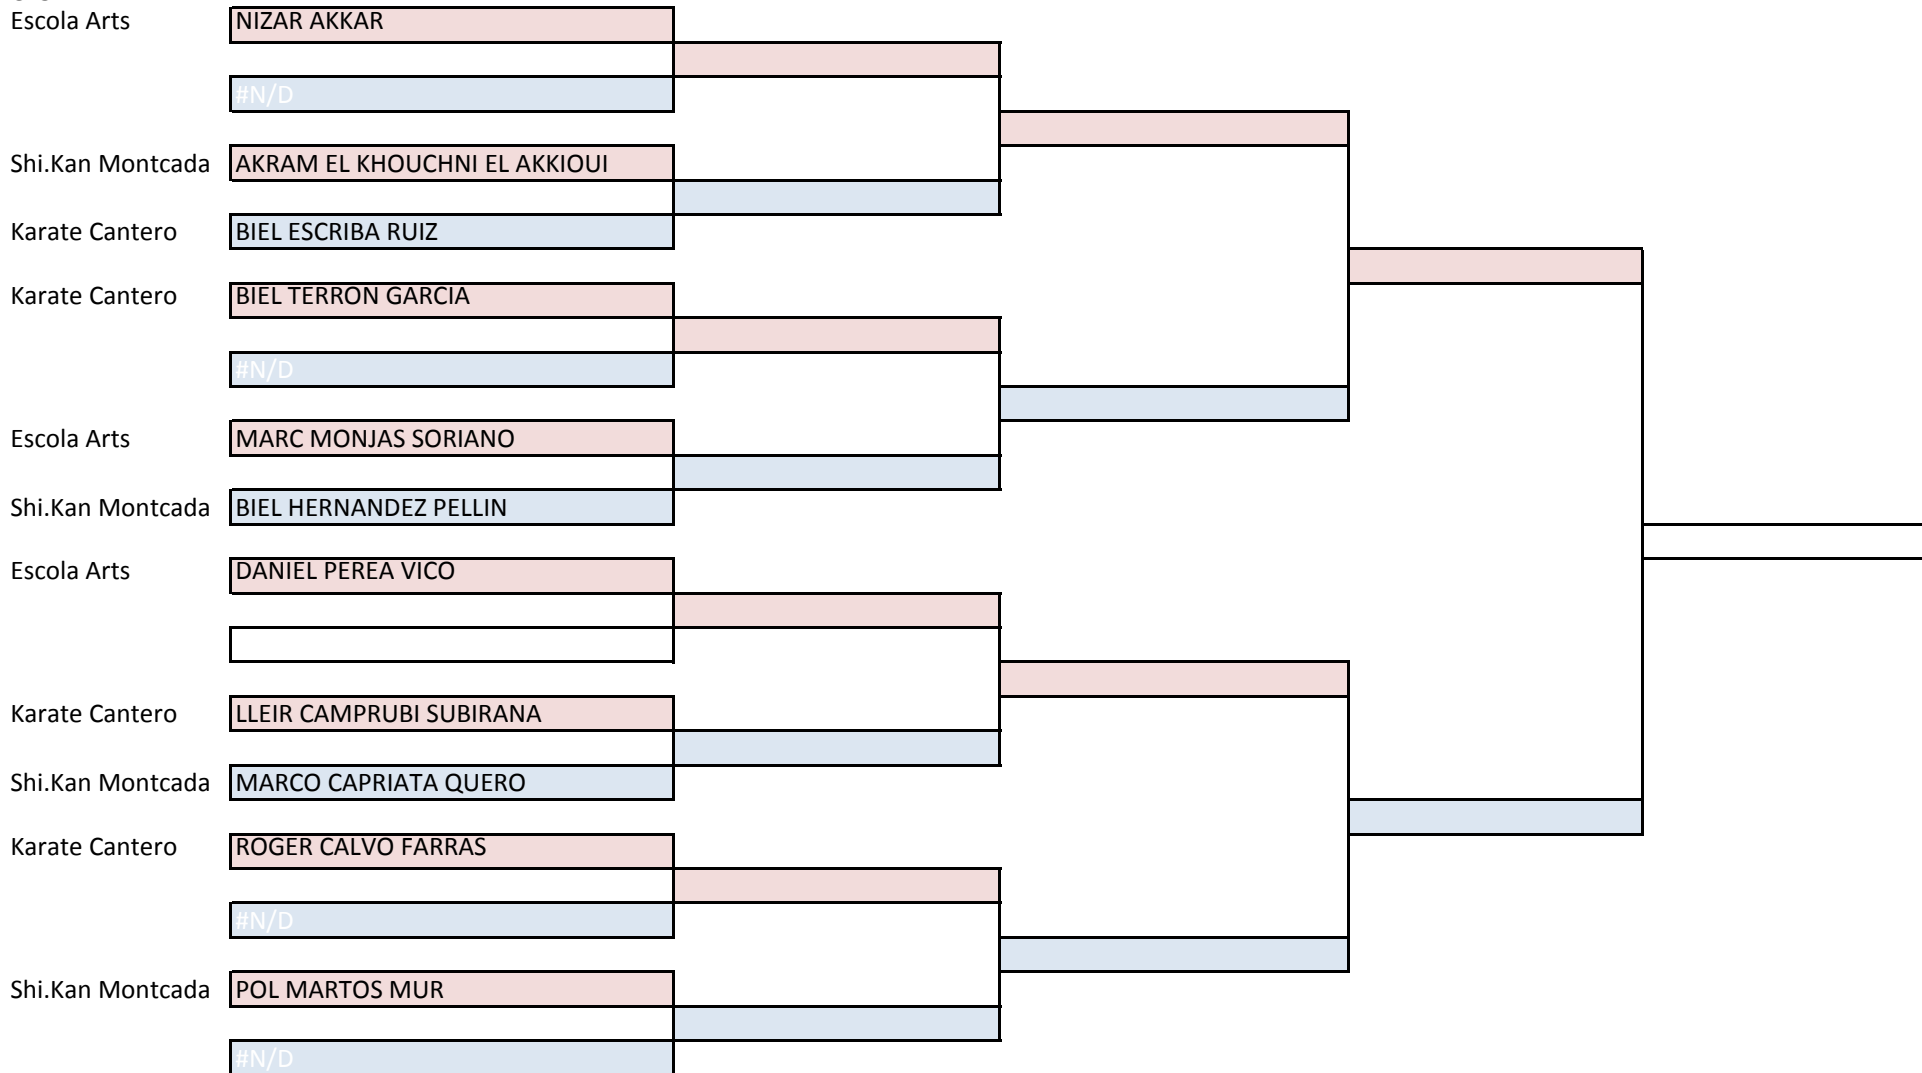 Escola Arts NIZAR AKKAR
#N/D
Shi.Kan Montcada AKRAM EL KHOUCHNI EL AKKIOUI
Karate Cantero BIEL ESCRIBA RUIZ
Karate Cantero BIEL TERRON GARCIA
#N/D
Escola Arts MARC MONJAS SORIANO
Shi.Kan Montcada BIEL HERNANDEZ PELLIN
Escola Arts DANIEL PEREA VICO
Karate Cantero LLEIR CAMPRUBI SUBIRANA
Shi.Kan Montcada MARCO CAPRIATA QUERO
Karate Cantero ROGER CALVO FARRAS
#N/D
Shi.Kan Montcada POL MARTOS MUR
#N/D